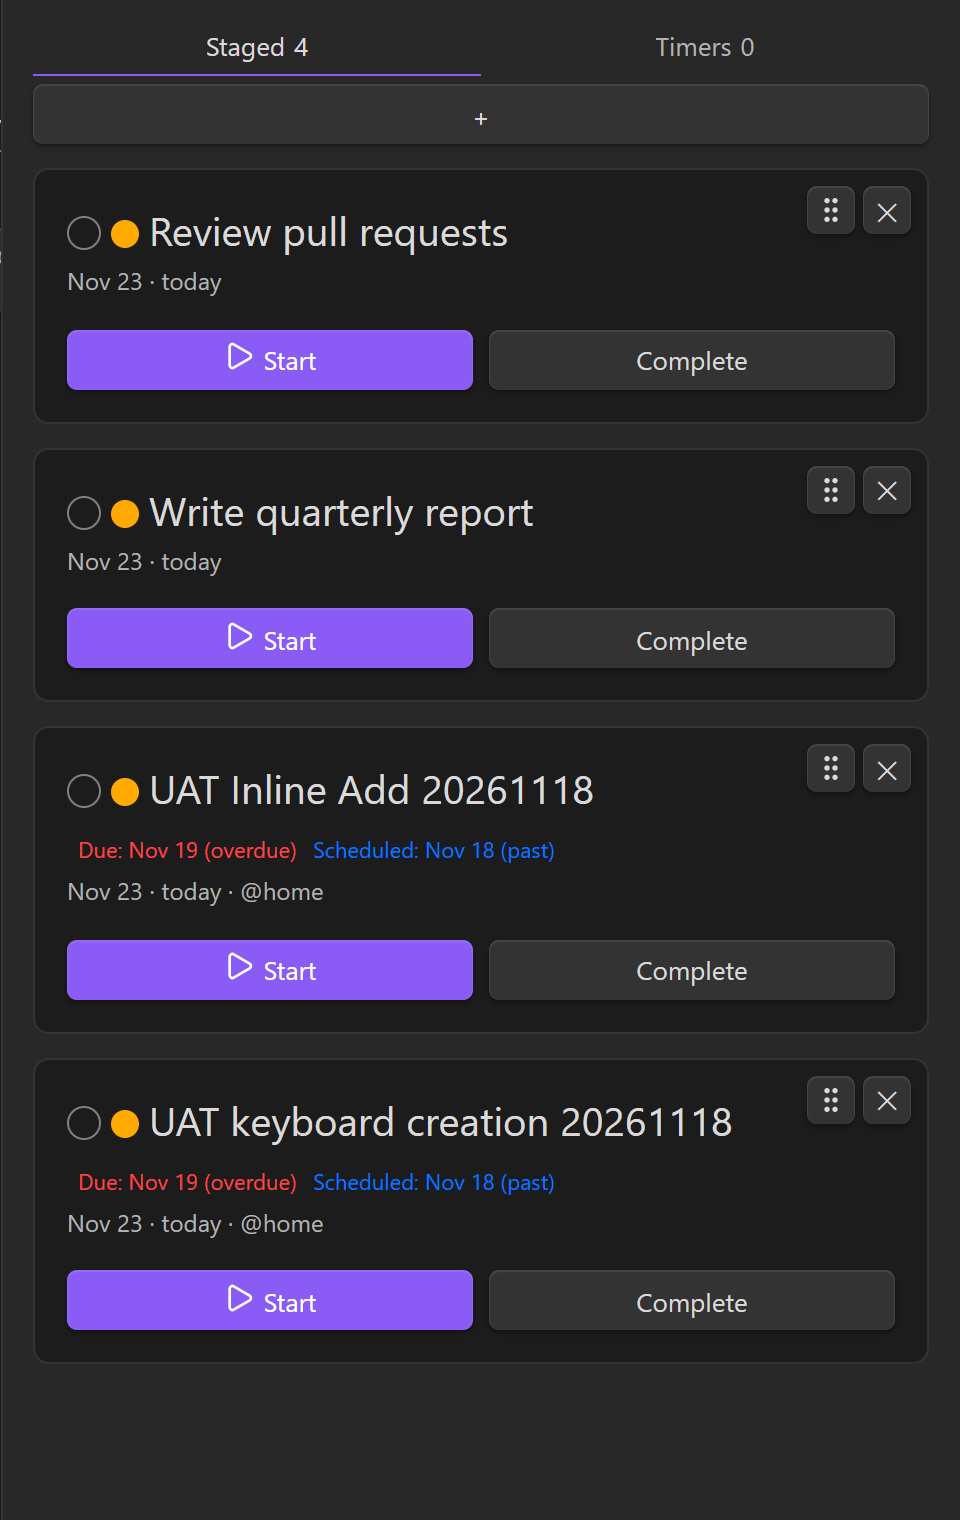 Staged 4
Timers 0
+
Review pull requests
Nov 23 · today
Start
Complete
Write quarterly report
Nov 23 · today
Start
Complete
UAT Inline Add 20261118
Due: Nov 19 (overdue) Scheduled: Nov 18 (past)
Nov 23 · today · @home
Start
Complete
UAT keyboard creation 20261118
Due: Nov 19 (overdue) Scheduled: Nov 18 (past)
Nov 23 · today · @home
Start
Complete